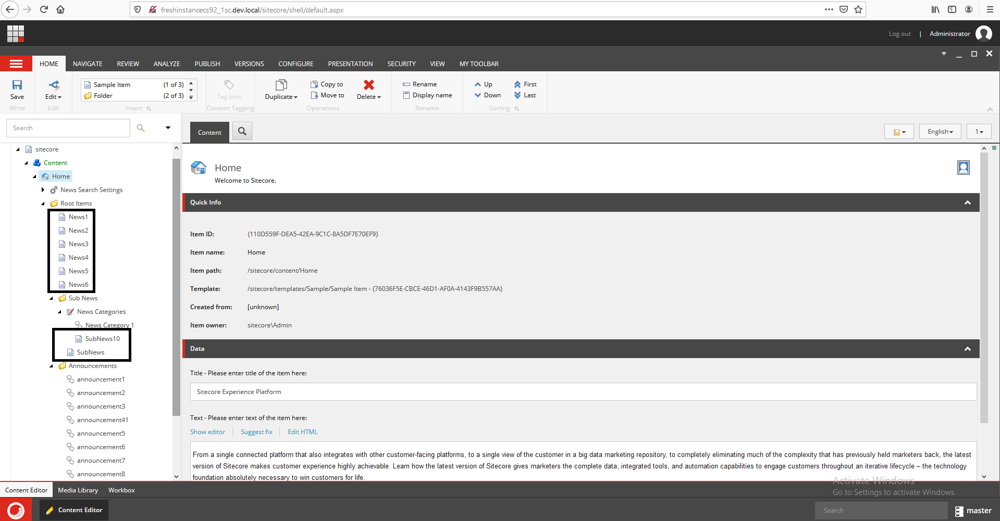 freshinstancecs92_1sc.dev.local/sitecore/shell/default.aspx
Log out | Administrator
HOME NAVIGATE REVIEW ANALYZE PUBLISH VERSIONS CONFIGURE PRESENTATION SECURITY VIEW MY TOOLBAR
Sample Item (1 of 3)
Folder (2 of 3)
Save
Edit
Tag item
Duplicate
Copy to
Move to
Delete
Rename
Display name
Up
Down
First
Last
Write
Edit
Insert
Content Tagging
Operations
Rename
Sorting
Search
Content
English
1
sitecore
Content
Home
News Search Settings
Root Items
News1
News2
News3
News4
News5
News6
Sub News
News Categories
News Category 1
SubNews10
SubNews
Announcements
announcement1
announcement2
announcement3
announcement41
announcement5
announcement6
announcement7
announcement8
Home
Welcome to Sitecore.
Quick Info
Item ID: {110D559F-DEA5-42EA-9C1C-8A5DF7E70EF9}
Item name: Home
Item path: /sitecore/content/Home
Template: /sitecore/templates/Sample/Sample Item - {76036F5E-CBCE-46D1-AF0A-4143F9B557AA}
Created from: [unknown]
Item owner: sitecore\Admin
Data
Title - Please enter title of the item here:
Sitecore Experience Platform
Text - Please enter text of the item here:
Show editor Suggest fix Edit HTML
From a single connected platform that also integrates with other customer-facing platforms, to a single view of the customer in a big data marketing repository, to completely eliminating much of the complexity that has previously held marketers back, the latest
version of Sitecore makes customer experience highly achievable. Learn how the latest version of Sitecore gives marketers the complete data, integrated tools, and automation capabilities to engage customers throughout an iterative lifecycle – the technology
foundation absolutely necessary to win customers for life.
Activate Windows
Go to Settings to activate Windows.
Content Editor Media Library Workbox
Content Editor
Search
master